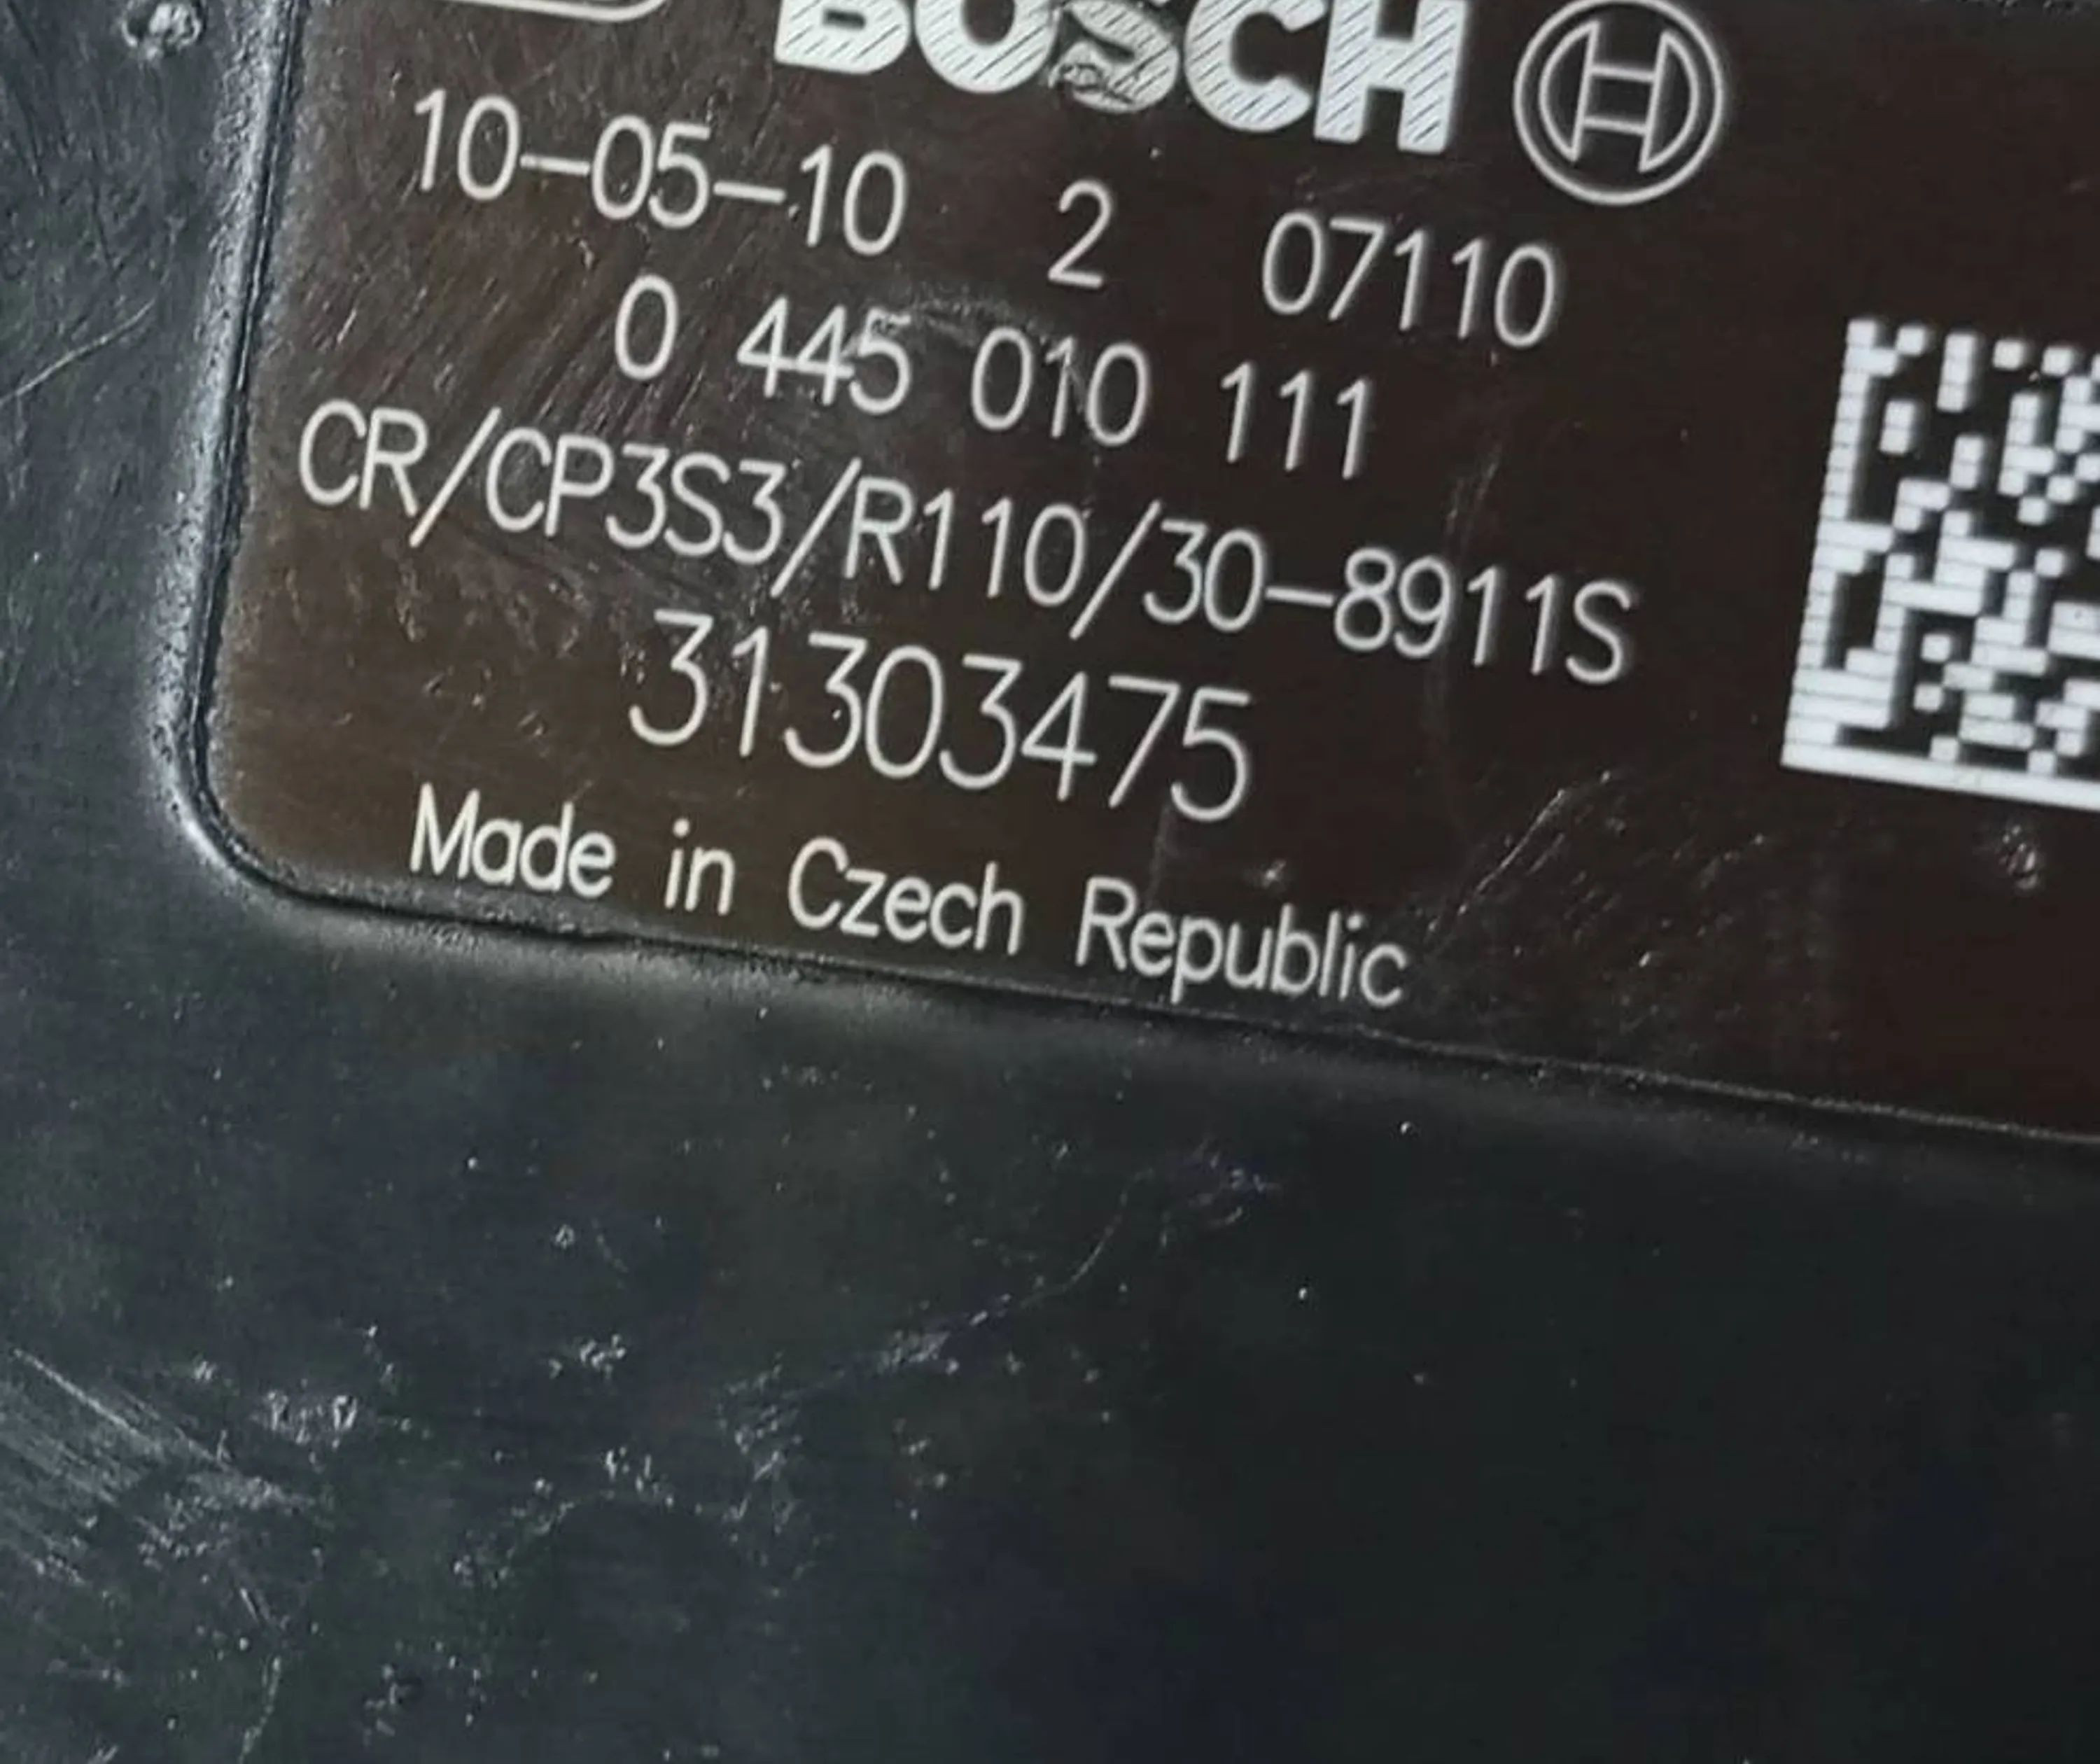 BOSCH
10-05-10 2 07110
0 445 010 111
CR/CP3S3/R110/30-8911S
31303475
Made in Czech Republic